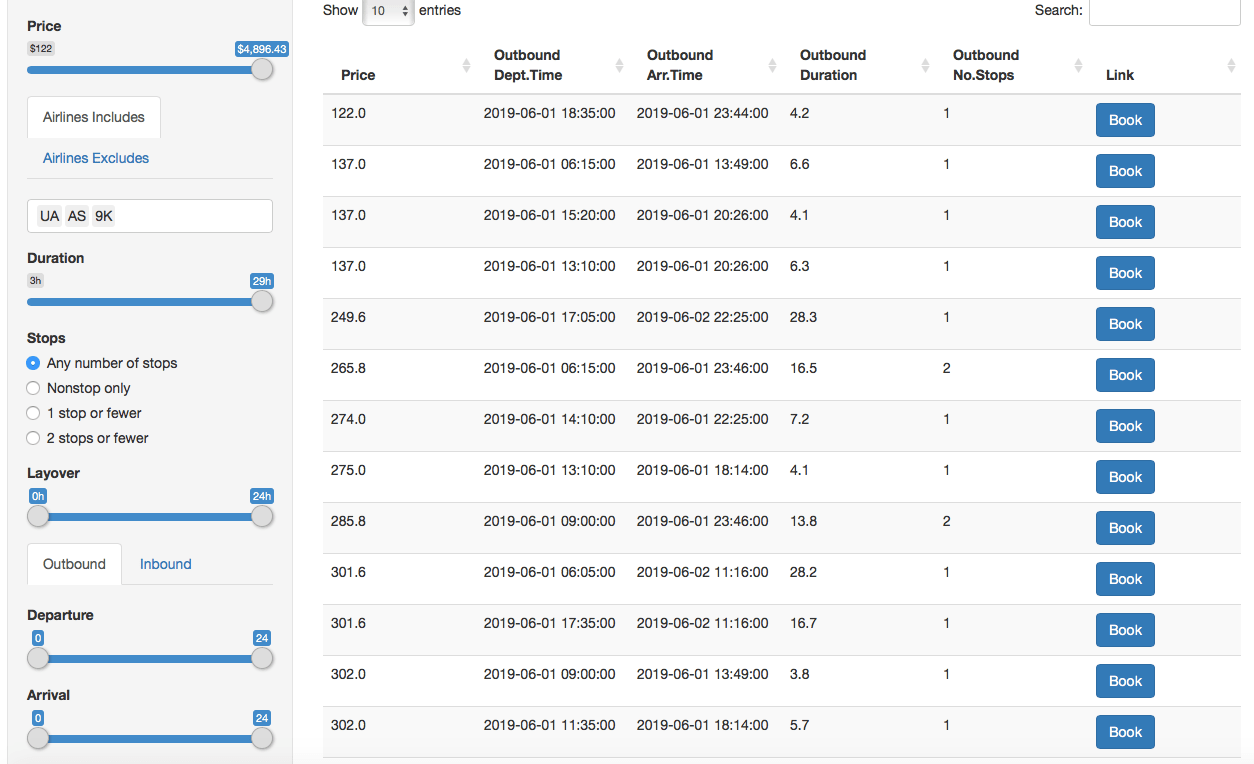 Price
$122 $4,896.43
Airlines Includes
Airlines Excludes
UA AS 9K
Duration
3h 29h
Stops
Any number of stops
Nonstop only
1 stop or fewer
2 stops or fewer
Layover
0h 24h
Outbound Inbound
Departure
0 24
Arrival
0 24
Show 10 entries Search:
Price Outbound Dept.Time Outbound Arr.Time Outbound Duration Outbound No.Stops Link
122.0 2019-06-01 18:35:00 2019-06-01 23:44:00 4.2 1 Book
137.0 2019-06-01 06:15:00 2019-06-01 13:49:00 6.6 1 Book
137.0 2019-06-01 15:20:00 2019-06-01 20:26:00 4.1 1 Book
137.0 2019-06-01 13:10:00 2019-06-01 20:26:00 6.3 1 Book
249.6 2019-06-01 17:05:00 2019-06-02 22:25:00 28.3 1 Book
265.8 2019-06-01 06:15:00 2019-06-01 23:46:00 16.5 2 Book
274.0 2019-06-01 14:10:00 2019-06-01 22:25:00 7.2 1 Book
275.0 2019-06-01 13:10:00 2019-06-01 18:14:00 4.1 1 Book
285.8 2019-06-01 09:00:00 2019-06-01 23:46:00 13.8 2 Book
301.6 2019-06-01 06:05:00 2019-06-02 11:16:00 28.2 1 Book
301.6 2019-06-01 17:35:00 2019-06-02 11:16:00 16.7 1 Book
302.0 2019-06-01 09:00:00 2019-06-01 13:49:00 3.8 1 Book
302.0 2019-06-01 11:35:00 2019-06-01 18:14:00 5.7 1 Book